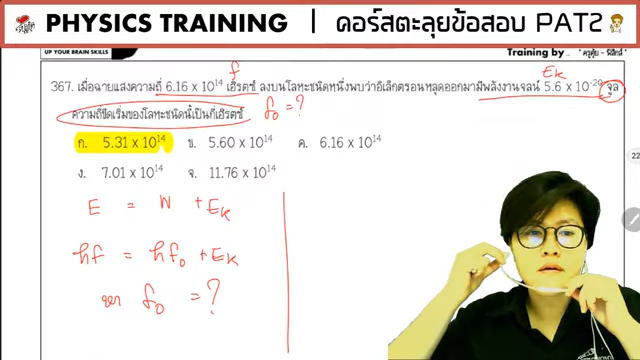 PHYSICS TRAINING | คอร์สตะลุยข้อสอบ PAT2
UP YOUR BRAIN SKILLS
Training by..
f
Ek
367. เมื่อฉายแสงความถี่ 6.16 x 10¹⁴ เฮิรตซ์ ลงบนโลหะชนิดหนึ่งพบว่าอิเล็กตรอนหลุดออกมามีพลังงานจลน์ 5.6 x 10⁻²⁰ จูล
ความถี่ขีดเริ่มของโลหะชนิดนี้เป็นกี่เฮิรตซ์ f₀ = ?
ก. 5.31 x 10¹⁴ ข. 5.60 x 10¹⁴ ค. 6.16 x 10¹⁴
ง. 7.01 x 10¹⁴ จ. 11.76 x 10¹⁴
E = W + Ek
hf = hf₀ + Ek
หา f₀ = ?
22